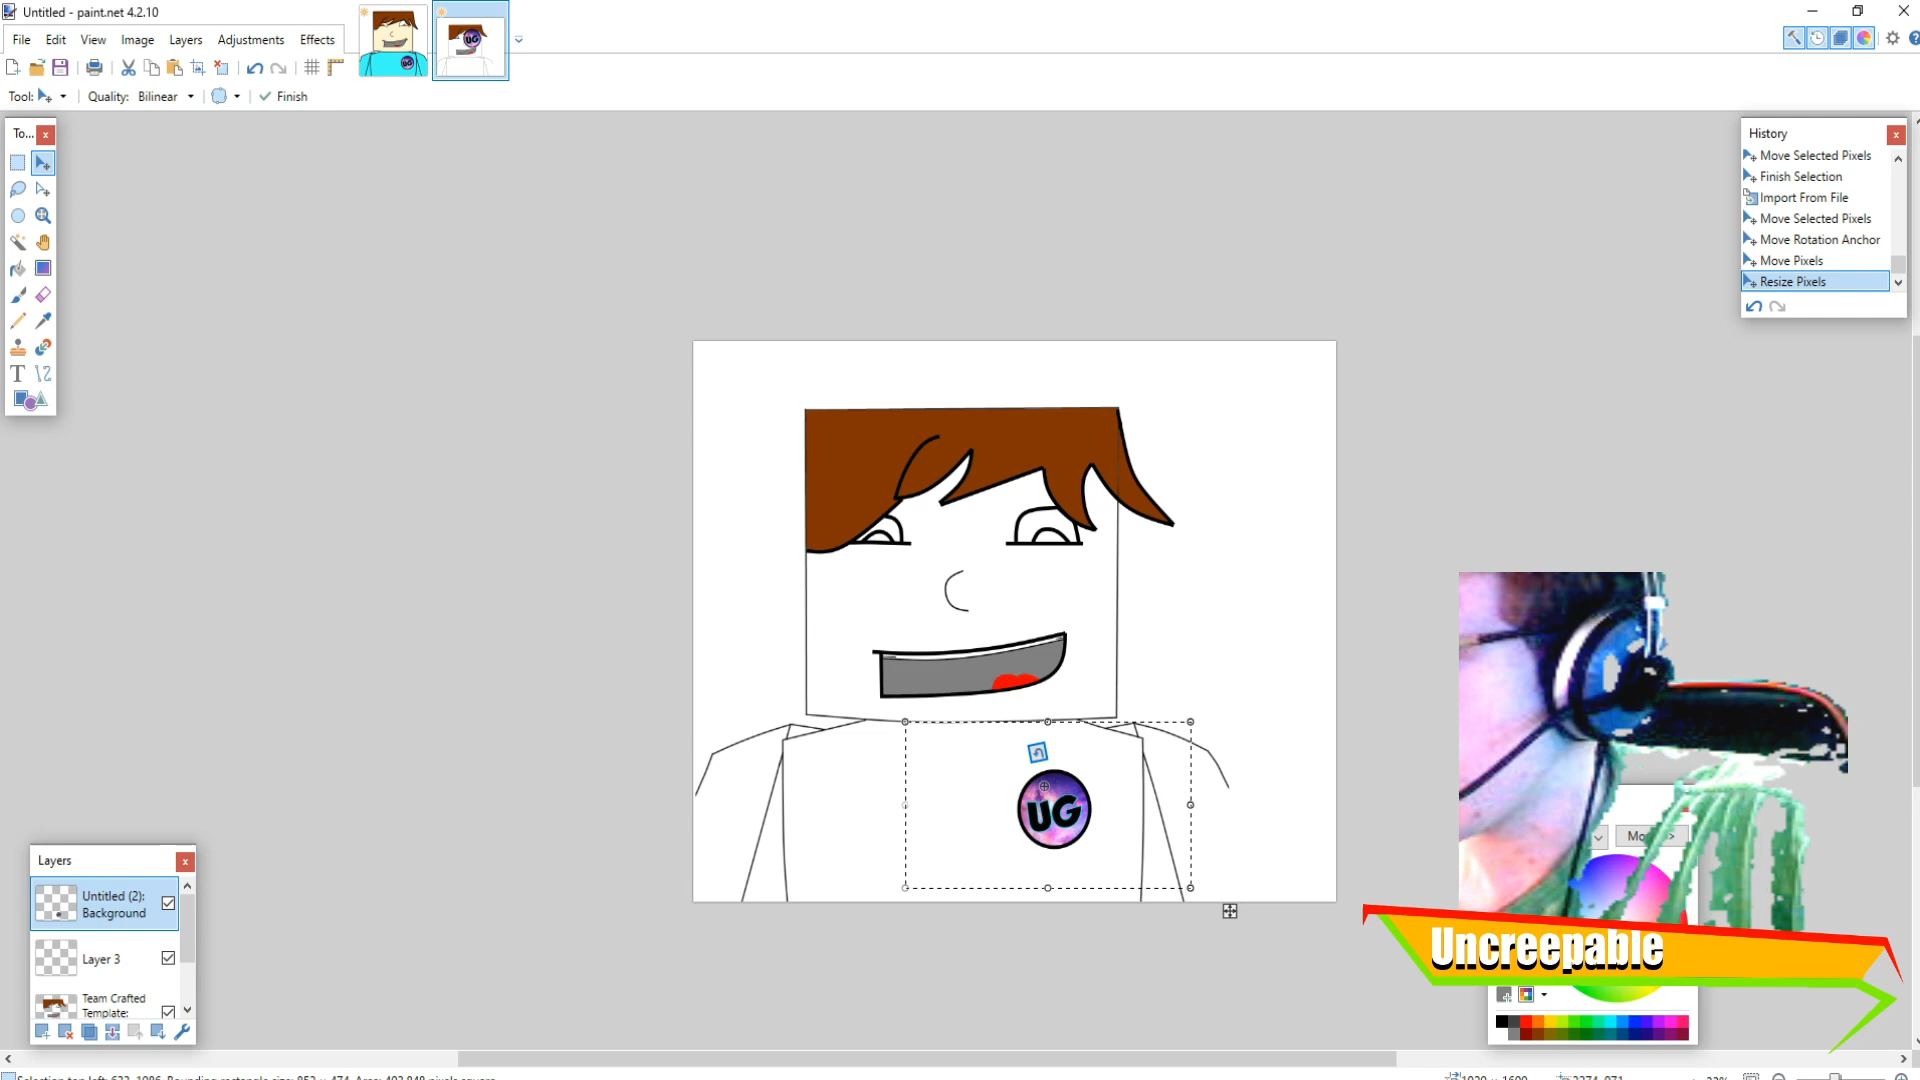 Untitled - paint.net 4.2.10
File Edit View Image Layers Adjustments Effects
Tool: Quality: Bilinear Finish
To...
History
Move Selected Pixels
Finish Selection
Import From File
Move Selected Pixels
Move Rotation Anchor
Move Pixels
Resize Pixels
UG
Layers
Untitled (2):
Background
Layer 3
Team Crafted
Template:
Uncreepable